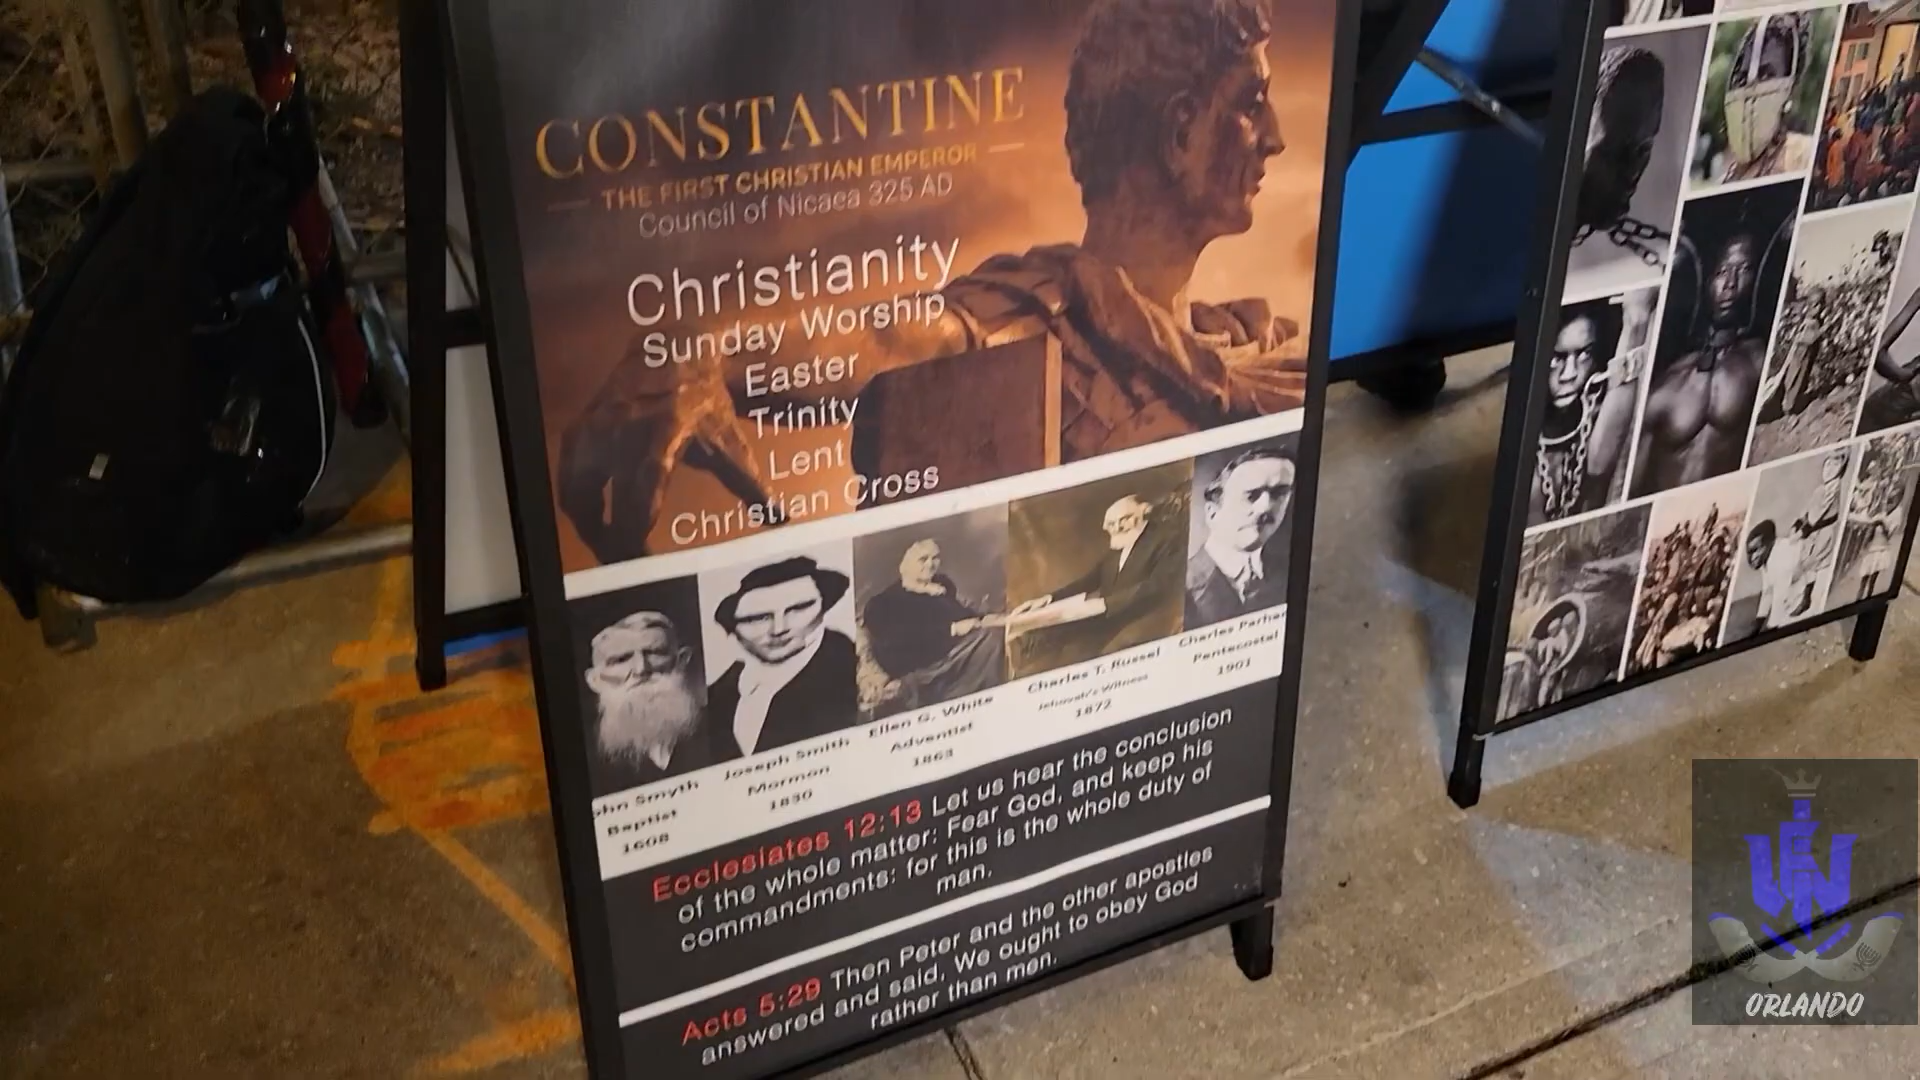 CONSTANTINE
THE FIRST CHRISTIAN EMPEROR
Council of Nicaea 325 AD
Christianity
Sunday Worship
Easter
Trinity
Lent
Christian Cross
ohn Smyth
Baptist
1608
Joseph Smith
Mormon
1830
Ellen G. White
Adventist
1863
Charles T. Russel
Jehovah's Witness
1872
Charles Parha
Pentecostal
1901
Ecclesiates 12:13 Let us hear the conclusion
of the whole matter: Fear God, and keep his
commandments: for this is the whole duty of
man.
Acts 5:29 Then Peter and the other apostles
answered and said, We ought to obey God
rather than men.
ORLANDO